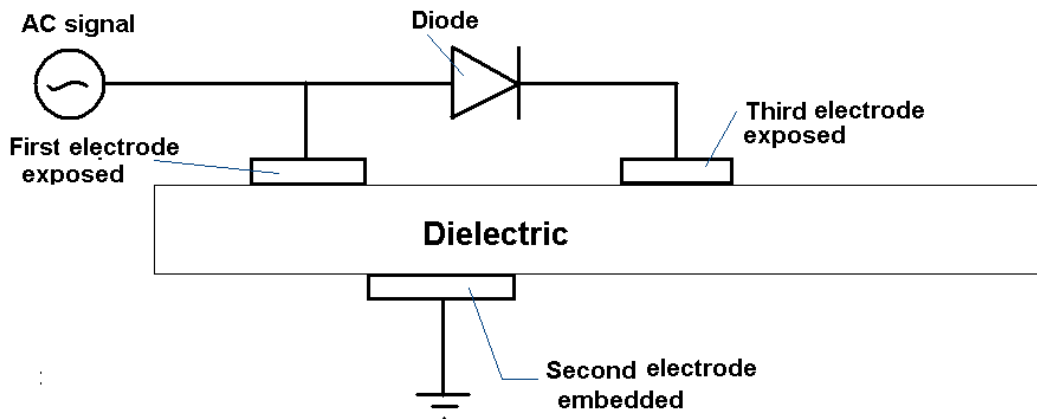 AC signal
Diode
First electrode
exposed
Third electrode
exposed
Dielectric
Second electrode
embedded